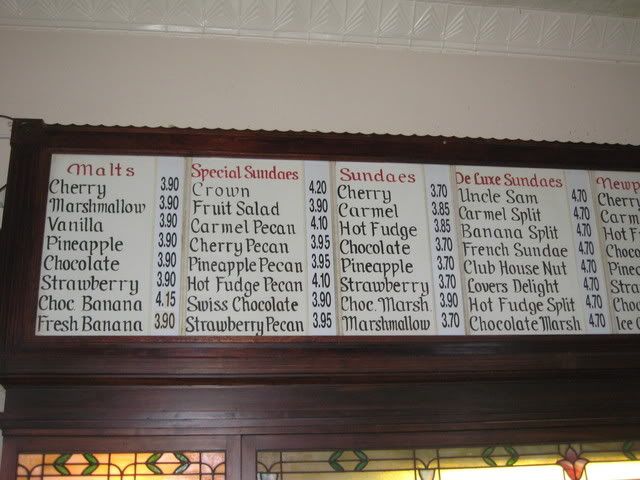 Malts
Cherry 3.90
Marshmallow 3.90
Vanilla 3.90
Pineapple 3.90
Chocolate 3.90
Strawberry 3.90
Choc. Banana 4.15
Fresh Banana 3.90
Special Sundaes
Crown 4.20
Fruit Salad 3.90
Carmel Pecan 4.10
Cherry Pecan 3.95
Pineapple Pecan 3.95
Hot Fudge Pecan 4.10
Swiss Chocolate 3.90
Strawberry Pecan 3.95
Sundaes
Cherry 3.70
Carmel 3.85
Hot Fudge 3.85
Chocolate 3.70
Pineapple 3.70
Strawberry 3.70
Choc. Marsh. 3.90
Marshmallow 3.70
De Luxe Sundaes
Uncle Sam 4.70
Carmel Split 4.70
Banana Split 4.70
French Sundae 4.70
Club House Nut 4.70
Lovers Delight 4.70
Hot Fudge Split 4.70
Chocolate Marsh 4.70